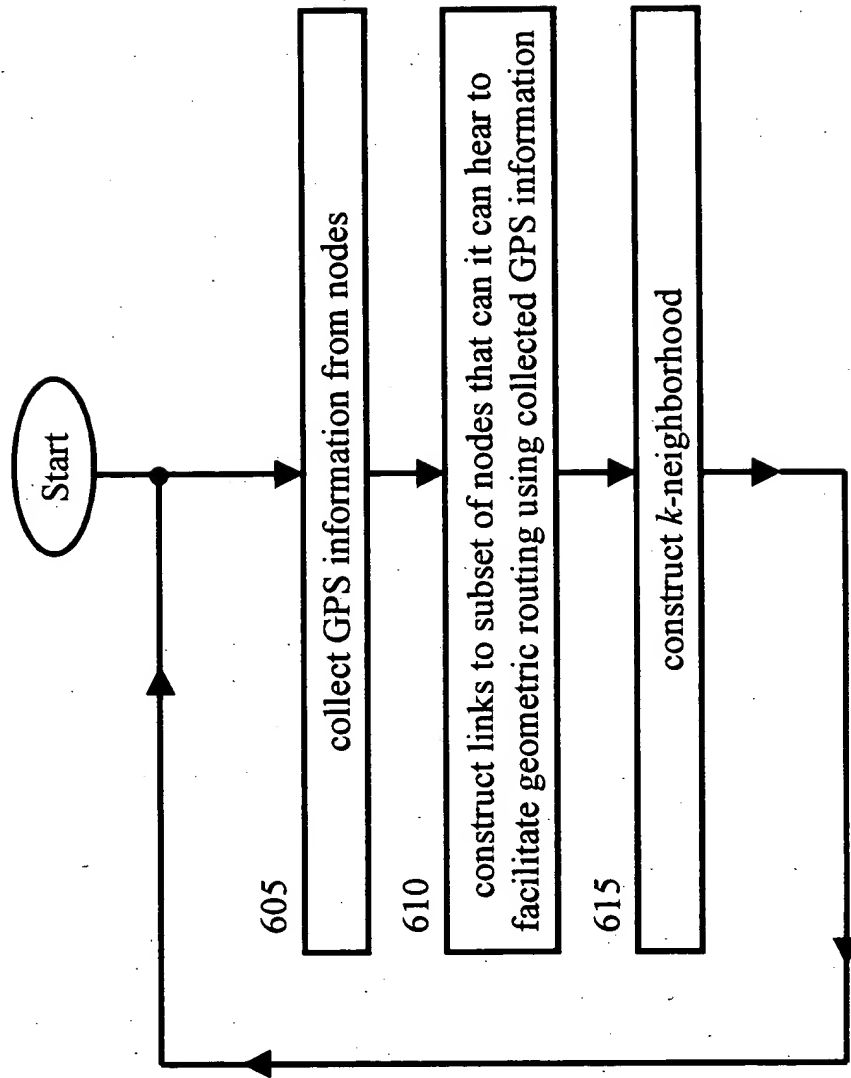 Start
605
collect GPS information from nodes
610
construct links to subset of nodes that can it can hear to
facilitate geometric routing using collected GPS information
615
construct k-neighborhood